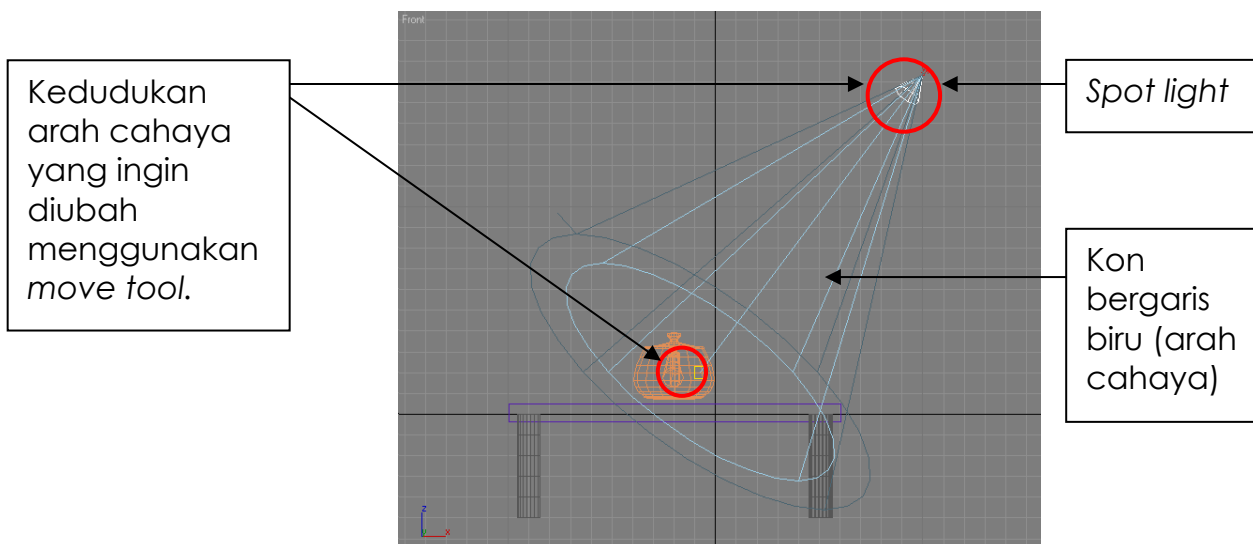 Front
Kedudukan
arah cahaya
yang ingin
diubah
menggunakan
move tool.
Spot light
Kon
bergaris
biru (arah
cahaya)
z
y
x